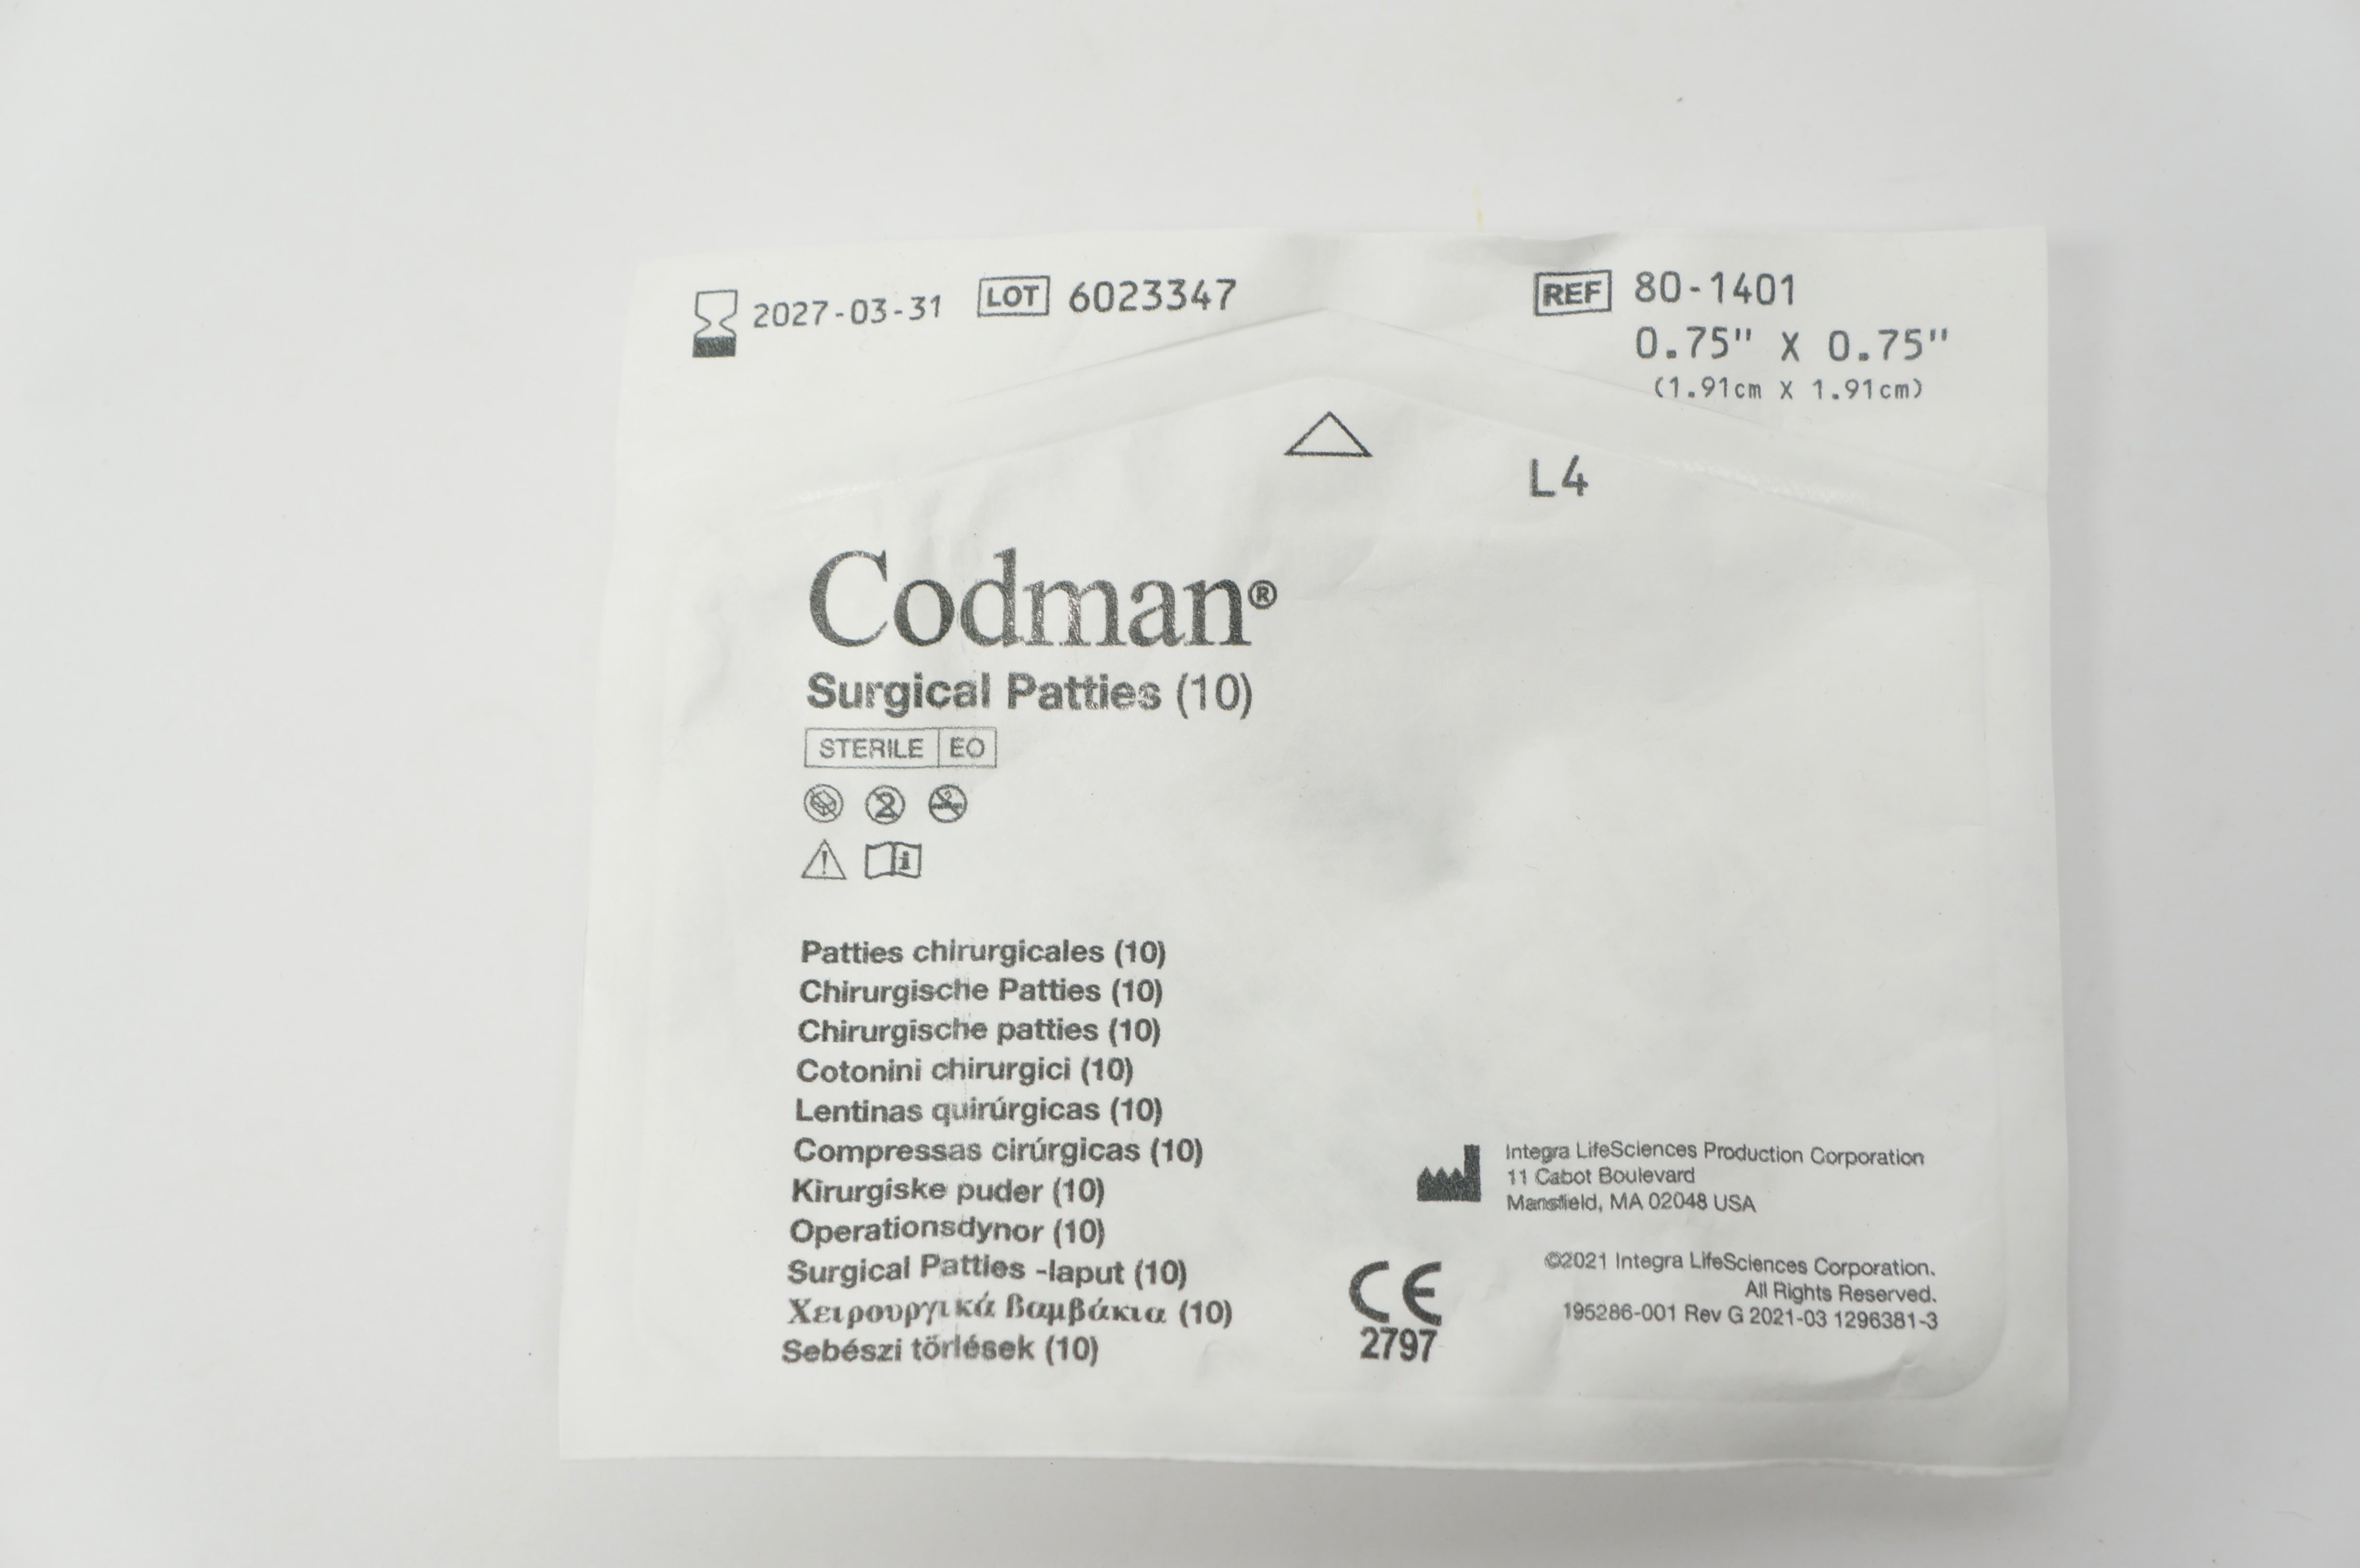 2027-03-31 LOT 6023347 REF 80-1401
0.75" X 0.75"
(1.91cm X 1.91cm)
L4
Codman®
Surgical Patties (10)
STERILE EO
2
Patties chirurgicales (10)
Chirurgische Patties (10)
Chirurgische patties (10)
Cotonini chirurgici (10)
Lentinas quirúrgicas (10)
Compressas cirúrgicas (10)
Kirurgiske puder (10)
Operationsdynor (10)
Surgical Patties -laput (10)
Χειρουργικά βαμβάκια (10)
Sebészi törlések (10)
Integra LifeSciences Production Corporation
11 Cabot Boulevard
Mansfield, MA 02048 USA
CE
2797
©2021 Integra LifeSciences Corporation.
All Rights Reserved.
195286-001 Rev G 2021-03 1296381-3